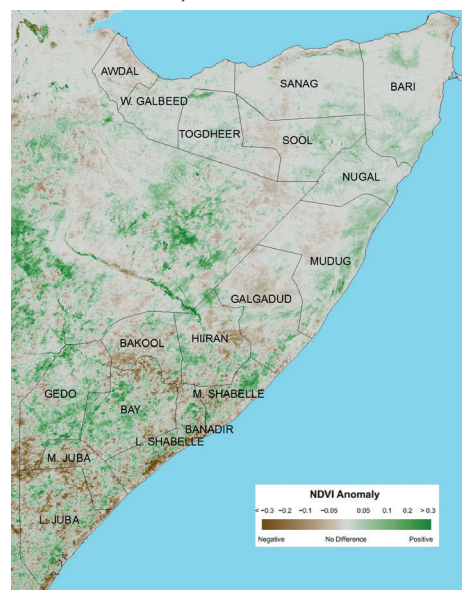 AWDAL
SANAG
BARI
W. GALBEED
TOGDHEER
SOOL
NUGAL
MUDUG
GALGADUD
HIIRAN
BAKOOL
GEDO
M. SHABELLE
BAY
BANADIR
L. SHABELLE
M. JUBA
L. JUBA
NDVI Anomaly
< −0.3 −0.2 −0.1 −0.05 0.05 0.1 0.2 > 0.3
Negative No Difference Positive